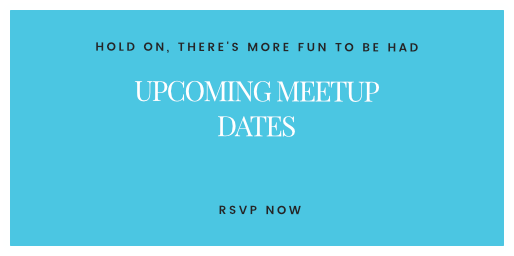 HOLD ON, THERE'S MORE FUN TO BE HAD
UPCOMING MEETUP
DATES
RSVP NOW